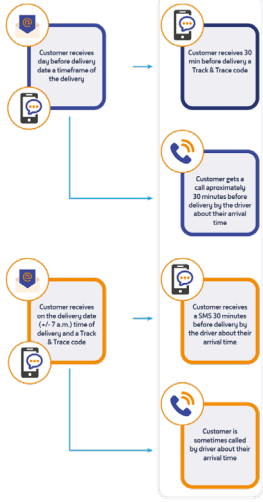 Customer receives
day before delivery
date a timeframe of
the delivery
Customer receives 30
min before delivery a
Track & Trace code
Customer gets a
call aproximately
30 minutes before
delivery by the driver
about their arrival
time
Customer receives
on the delivery date
(+/- 7 a.m.) time of
delivery and a Track
& Trace code
Customer receives
a SMS 30 minutes
before delivery by
the driver about their
arrival time
Customer is
sometimes called
by driver about their
arrival time